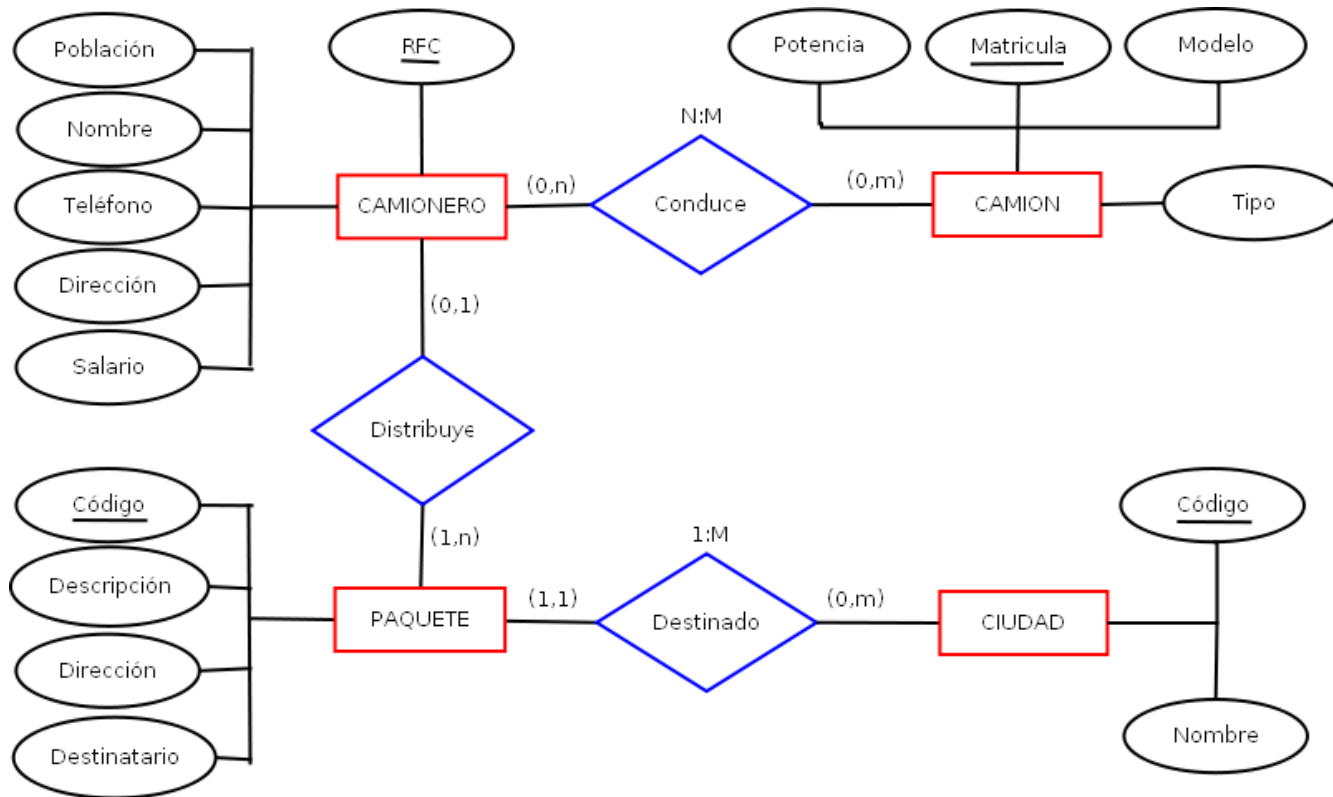 Población
RFC
Potencia
Matricula
Modelo
Nombre
N:M
Teléfono
CAMIONERO
(0,n)
Conduce
(0,m)
CAMION
Tipo
Dirección
(0,1)
Salario
Distribuye
Código
Código
(1,n)
1:M
Descripción
PAQUETE
(1,1)
Destinado
(0,m)
CIUDAD
Dirección
Destinatario
Nombre